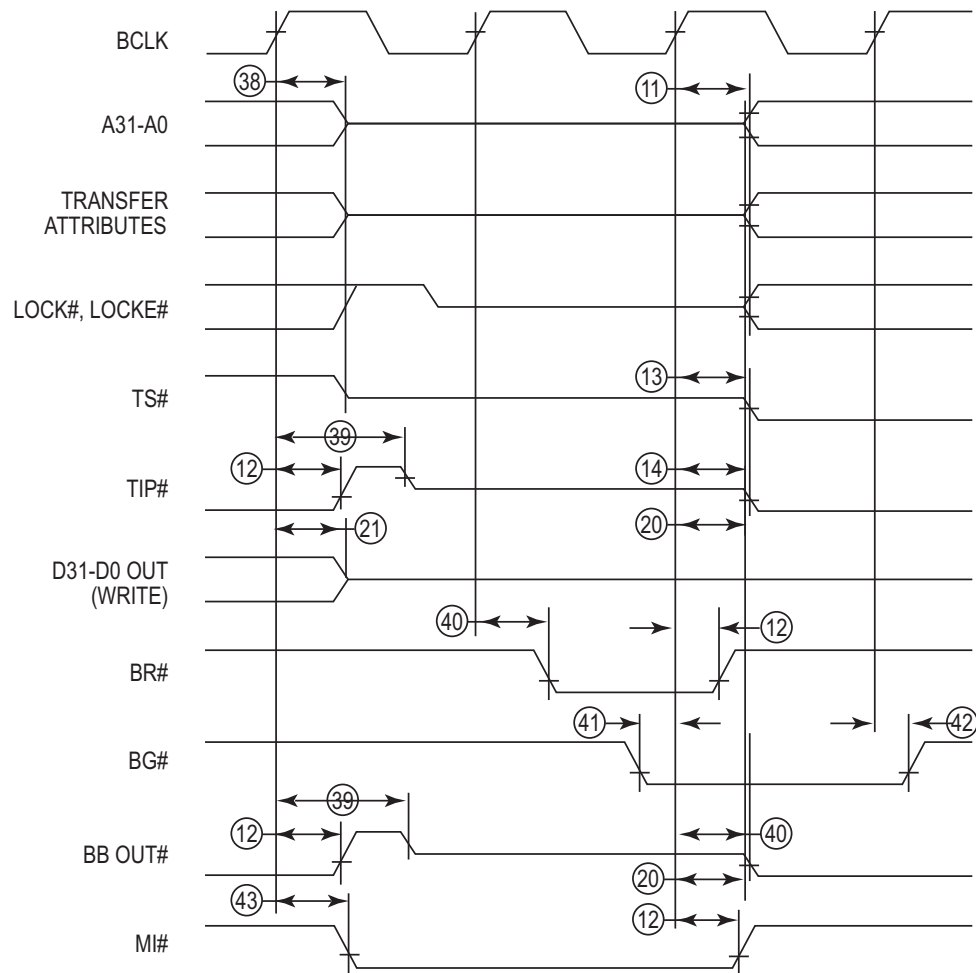 BCLK
38
11
A31-A0
TRANSFER
ATTRIBUTES
LOCK#, LOCKE#
13
TS#
39
12
14
TIP#
21
20
D31-D0 OUT
(WRITE)
40
12
BR#
41
42
BG#
39
12
40
BB OUT#
20
43
12
MI#